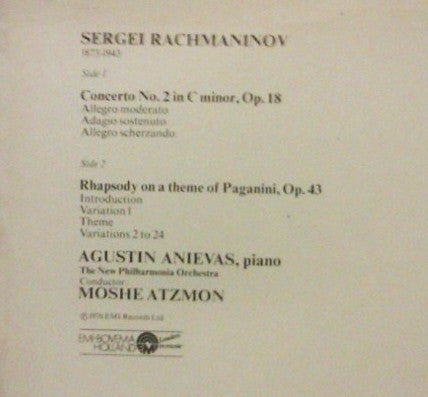 SERGEI RACHMANINOV
1873-1943
Side 1
Concerto No. 2 in C minor, Op. 18
Allegro moderato
Adagio sostenuto
Allegro scherzando
Side 2
Rhapsody on a theme of Paganini, Op. 43
Introduction
Variation 1
Theme
Variations 2 to 24
AGUSTIN ANIEVAS, piano
The New Philharmonia Orchestra
Conductor
MOSHE ATZMON
℗ 1976 EMI Records Ltd.
EMI-BOVEMA
HOLLAND